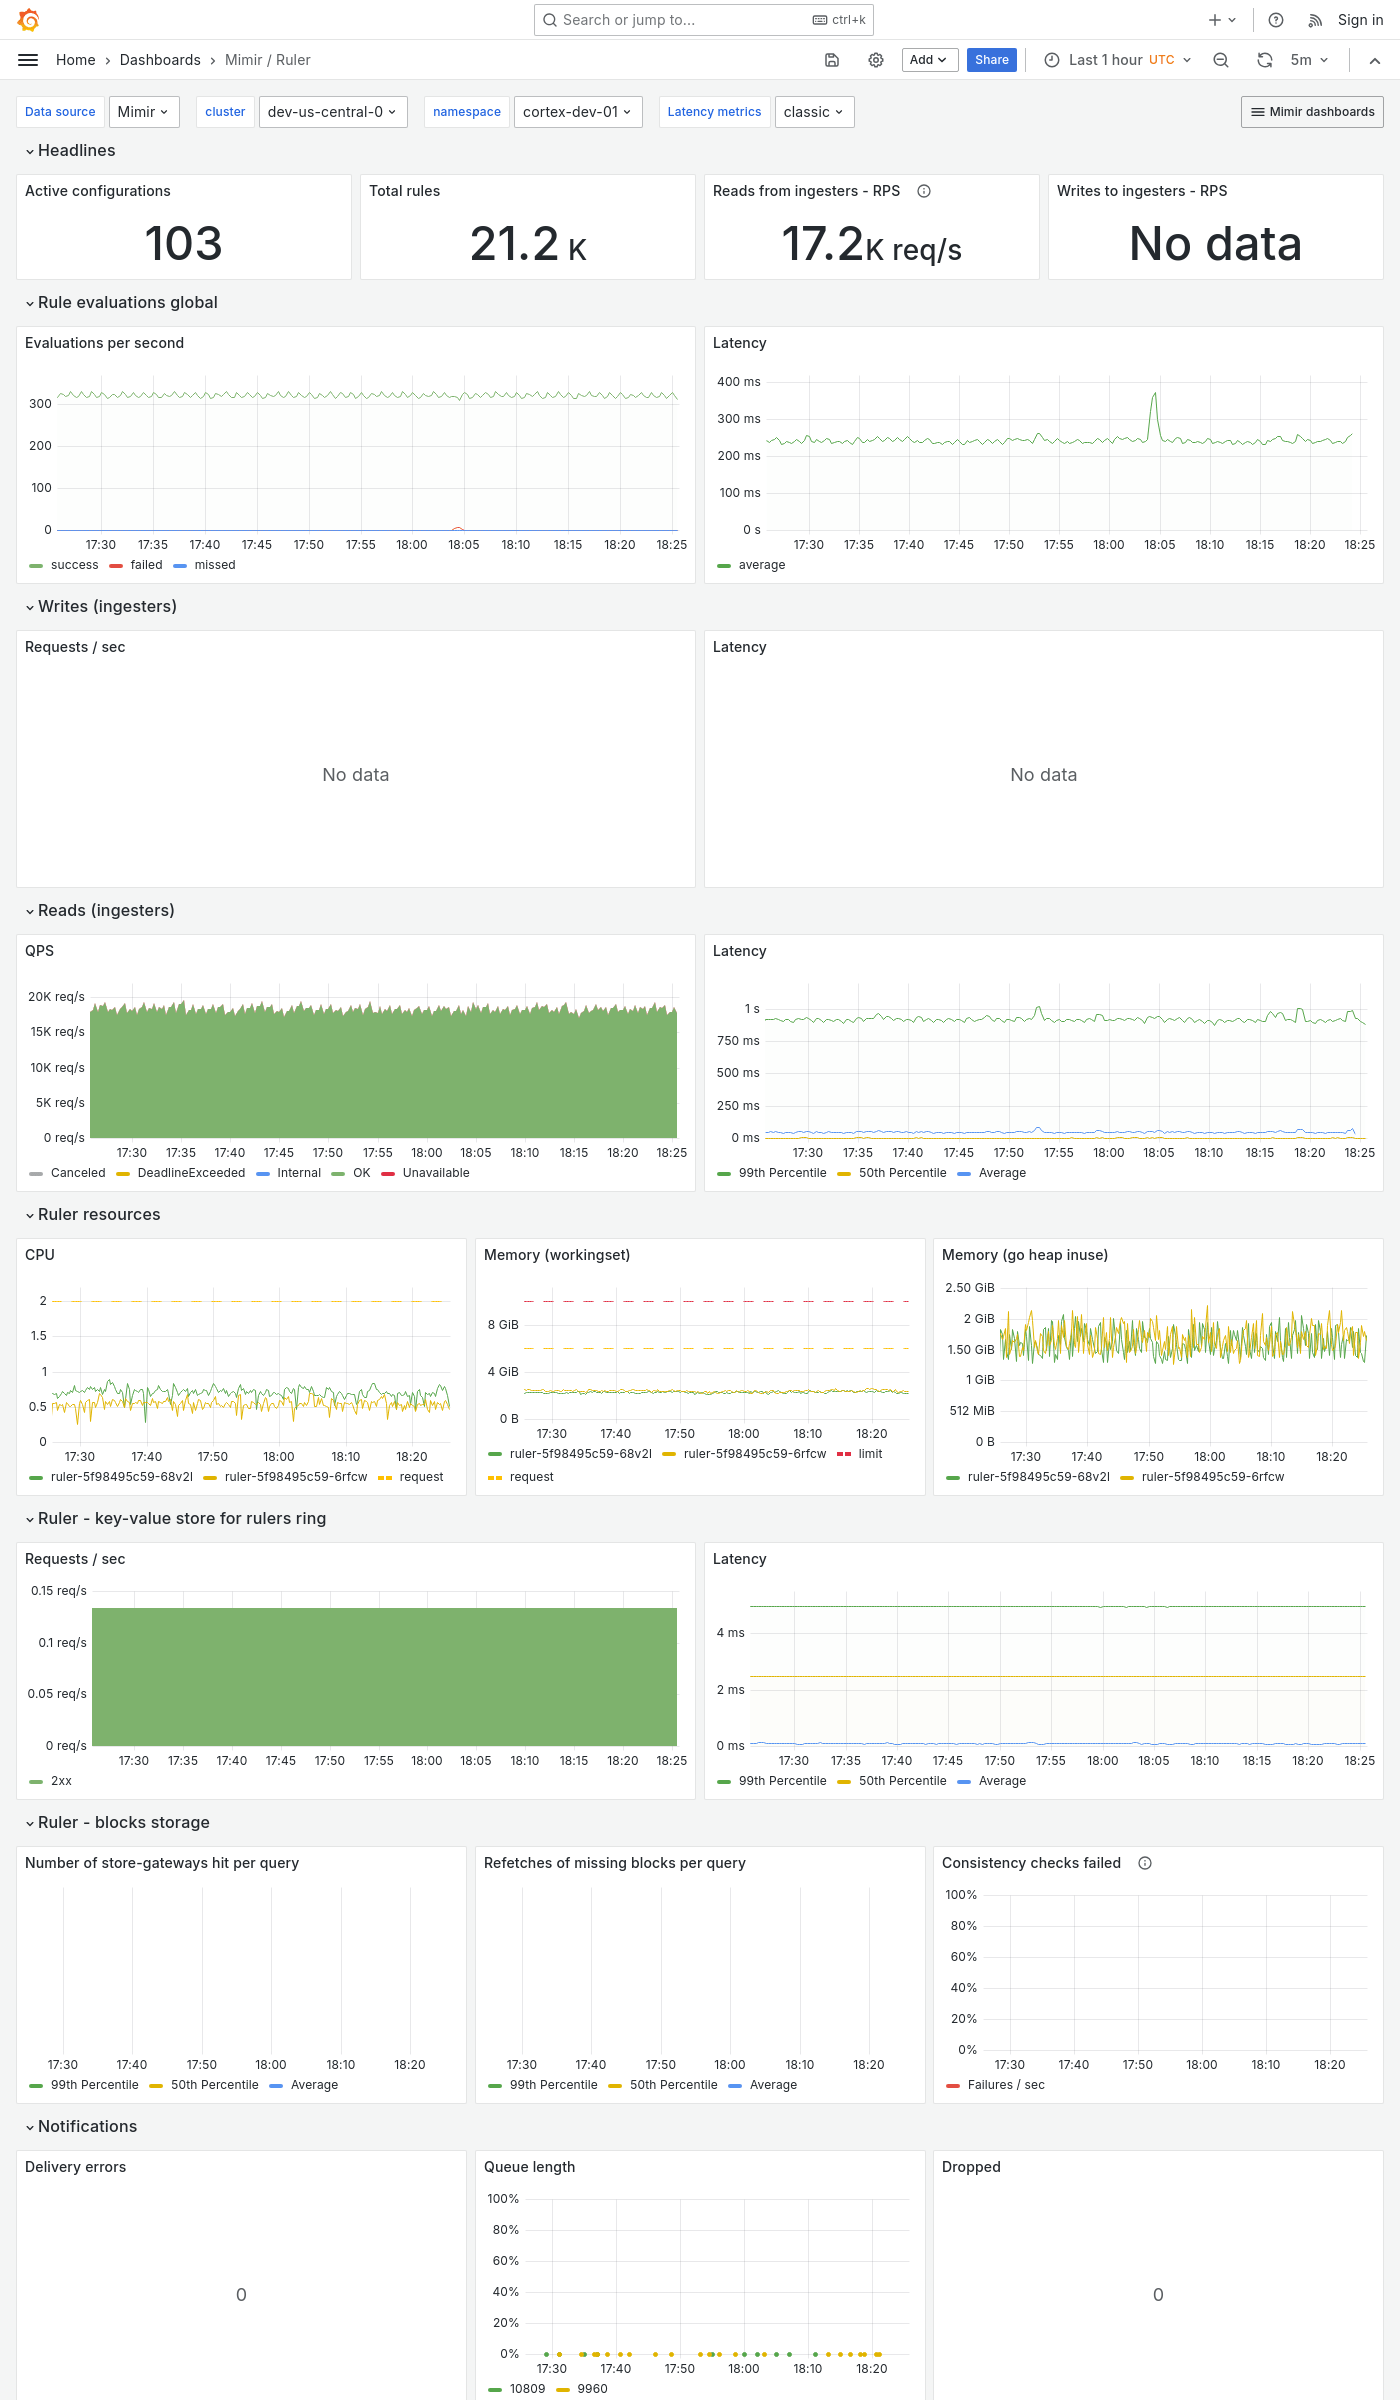 Search or jump to... ctrl+k Sign in
Home › Dashboards › Mimir / Ruler Add Share Last 1 hour UTC 5m
Data source Mimir cluster dev-us-central-0 namespace cortex-dev-01 Latency metrics classic Mimir dashboards
Headlines
Active configurations Total rules Reads from ingesters - RPS Writes to ingesters - RPS
103 21.2 K 17.2K req/s No data
Rule evaluations global
Evaluations per second
300
200
100
0
17:30 17:35 17:40 17:45 17:50 17:55 18:00 18:05 18:10 18:15 18:20 18:25
success failed missed
Latency
400 ms
300 ms
200 ms
100 ms
0 s
17:30 17:35 17:40 17:45 17:50 17:55 18:00 18:05 18:10 18:15 18:20 18:25
average
Writes (ingesters)
Requests / sec
No data
Latency
No data
Reads (ingesters)
QPS
20K req/s
15K req/s
10K req/s
5K req/s
0 req/s
17:30 17:35 17:40 17:45 17:50 17:55 18:00 18:05 18:10 18:15 18:20 18:25
Canceled DeadlineExceeded Internal OK Unavailable
Latency
1 s
750 ms
500 ms
250 ms
0 ms
17:30 17:35 17:40 17:45 17:50 17:55 18:00 18:05 18:10 18:15 18:20 18:25
99th Percentile 50th Percentile Average
Ruler resources
CPU
2
1.5
1
0.5
0
17:30 17:40 17:50 18:00 18:10 18:20
ruler-5f98495c59-68v2l ruler-5f98495c59-6rfcw request
Memory (workingset)
8 GiB
4 GiB
0 B
17:30 17:40 17:50 18:00 18:10 18:20
ruler-5f98495c59-68v2l ruler-5f98495c59-6rfcw limit
request
Memory (go heap inuse)
2.50 GiB
2 GiB
1.50 GiB
1 GiB
512 MiB
0 B
17:30 17:40 17:50 18:00 18:10 18:20
ruler-5f98495c59-68v2l ruler-5f98495c59-6rfcw
Ruler - key-value store for rulers ring
Requests / sec
0.15 req/s
0.1 req/s
0.05 req/s
0 req/s
17:30 17:35 17:40 17:45 17:50 17:55 18:00 18:05 18:10 18:15 18:20 18:25
2xx
Latency
4 ms
2 ms
0 ms
17:30 17:35 17:40 17:45 17:50 17:55 18:00 18:05 18:10 18:15 18:20 18:25
99th Percentile 50th Percentile Average
Ruler - blocks storage
Number of store-gateways hit per query
17:30 17:40 17:50 18:00 18:10 18:20
99th Percentile 50th Percentile Average
Refetches of missing blocks per query
17:30 17:40 17:50 18:00 18:10 18:20
99th Percentile 50th Percentile Average
Consistency checks failed
100%
80%
60%
40%
20%
0%
17:30 17:40 17:50 18:00 18:10 18:20
Failures / sec
Notifications
Delivery errors
0
Queue length
100%
80%
60%
40%
20%
0%
17:30 17:40 17:50 18:00 18:10 18:20
10809 9960
Dropped
0